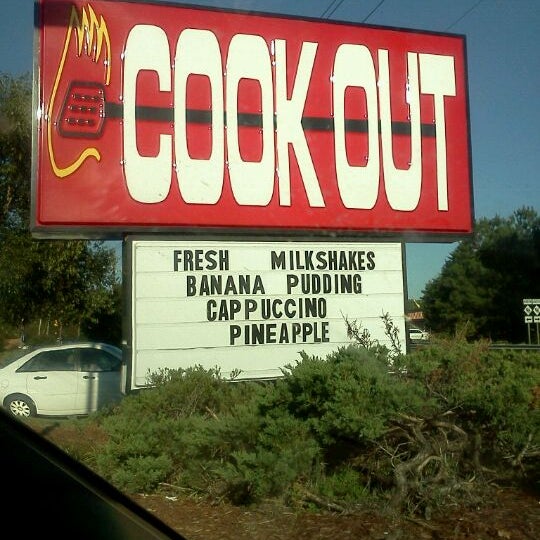 COOK OUT
FRESH MILKSHAKES
BANANA PUDDING
CAPPUCCINO
PINEAPPLE